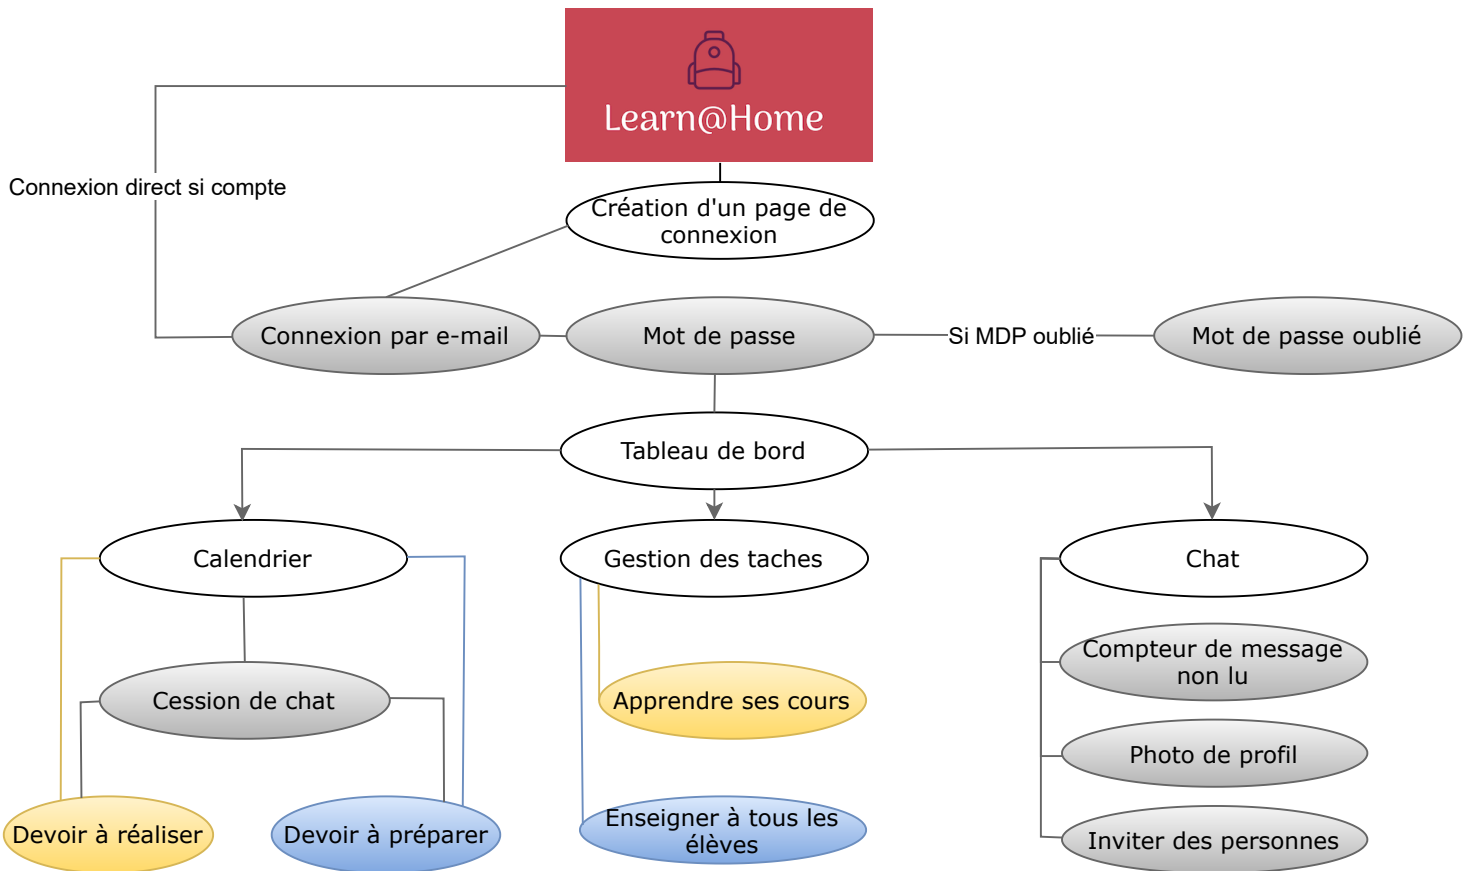 Learn@Home
Connexion direct si compte
Création d'un page de
connexion
Connexion par e-mail
Mot de passe
Si MDP oublié
Mot de passe oublié
Tableau de bord
Calendrier
Gestion des taches
Chat
Compteur de message
non lu
Cession de chat
Apprendre ses cours
Photo de profil
Devoir à réaliser
Devoir à préparer
Enseigner à tous les
élèves
Inviter des personnes